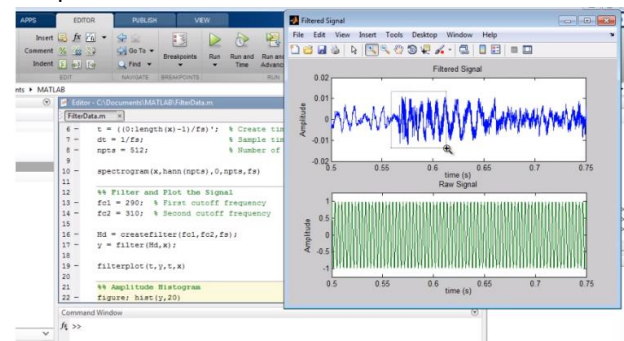 APPS EDITOR PUBLISH VIEW
Insert
Comment
Indent
Go To
Find
Breakpoints
Run
Run and
Time
Run and
Advance
EDIT NAVIGATE BREAKPOINTS RUN
MATLAB
Editor - C:\Documents\MATLAB\FilterData.m
FilterData.m ×
6 - t = ((0:length(x)-1)/fs)'; % Create
7 - dt = 1/fs; % Sample
8 - npts = 512; % Number of
9
10 - spectrogram(x,hann(npts),0,npts,fs)
11
12 %% Filter and Plot the Signal
13 - fc1 = 290; % First cutoff frequency
14 - fc2 = 310; % Second cutoff frequency
15
16 - Hd = createfilter(fc1,fc2,fs);
17 - y = filter(Hd,x);
18
19 - filterplot(t,y,t,x)
20
21 %% Amplitude Histogram
22 - figure; hist(y,20)
Command Window
fx >>
Filtered Signal
File Edit View Insert Tools Desktop Window Help
Filtered Signal
Amplitude
0.02
0.01
0
-0.01
-0.02
0.5 0.55 0.6 0.65 0.7 0.75
time (s)
Raw Signal
Amplitude
1
0.5
0
-0.5
-1
0.5 0.55 0.6 0.65 0.7 0.75
time (s)